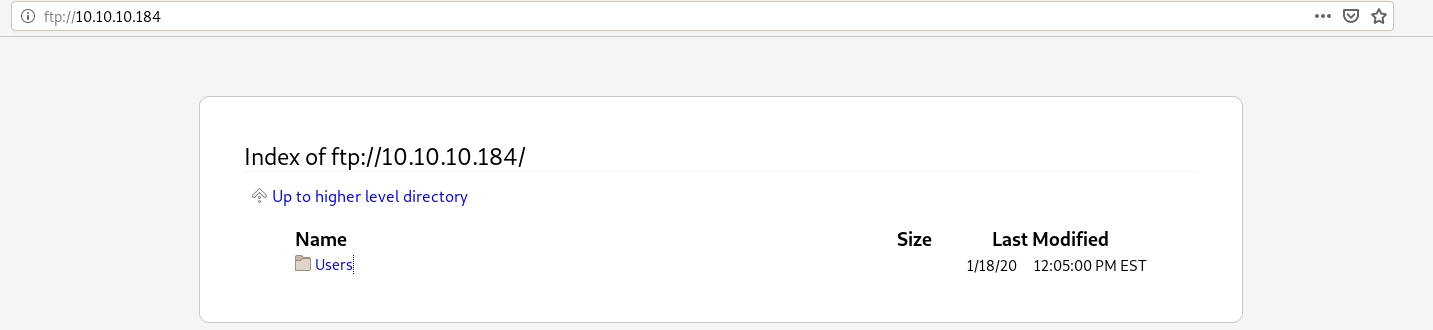 ftp://10.10.10.184
Index of ftp://10.10.10.184/
Up to higher level directory
Name Size Last Modified
Users 1/18/20 12:05:00 PM EST